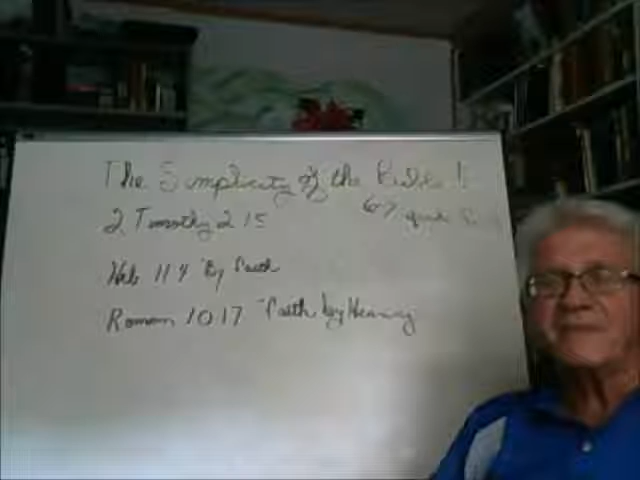 The Simplicity of the Bible!
2 Timothy 2 15
Heb 11 4 "By Faith
Romans 10 17 "Faith by Hearing